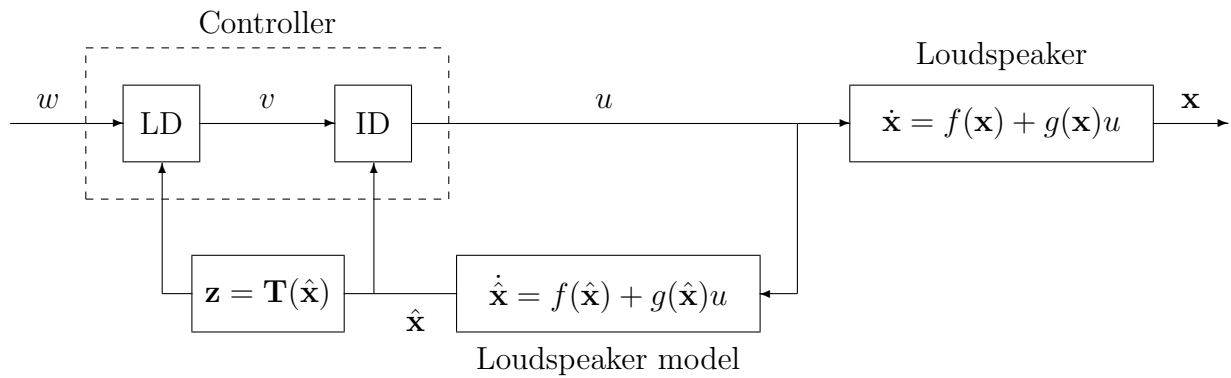 Controller
Loudspeaker
w
LD
v
ID
u
ẋ = f(x) + g(x)u
x
z = T(x̂)
x̂
x̂̇ = f(x̂) + g(x̂)u
Loudspeaker model